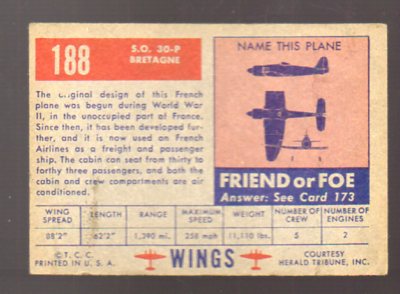 188
S.O. 30-P
BRETAGNE
The original design of this French
plane was begun during World War
II, in the unoccupied part of France.
Since then, it has been developed fur-
ther, and it is now used on French
Airlines as a freight and passenger
ship. The cabin can seat from thirty to
forty three passengers, and both the
cabin and crew compartments are air
conditioned.
NAME THIS PLANE
FRIEND or FOE
Answer: See Card 173
WING SPREAD LENGTH RANGE MAXIMUM SPEED WEIGHT NUMBER OF CREW NUMBER OF ENGINES
88'2" 62'2" 1,290 mi. 258 mph 11,110 lbs. 5 2
© T. C. C.
PRINTED IN U. S. A.
WINGS
COURTESY
HERALD TRIBUNE, INC.